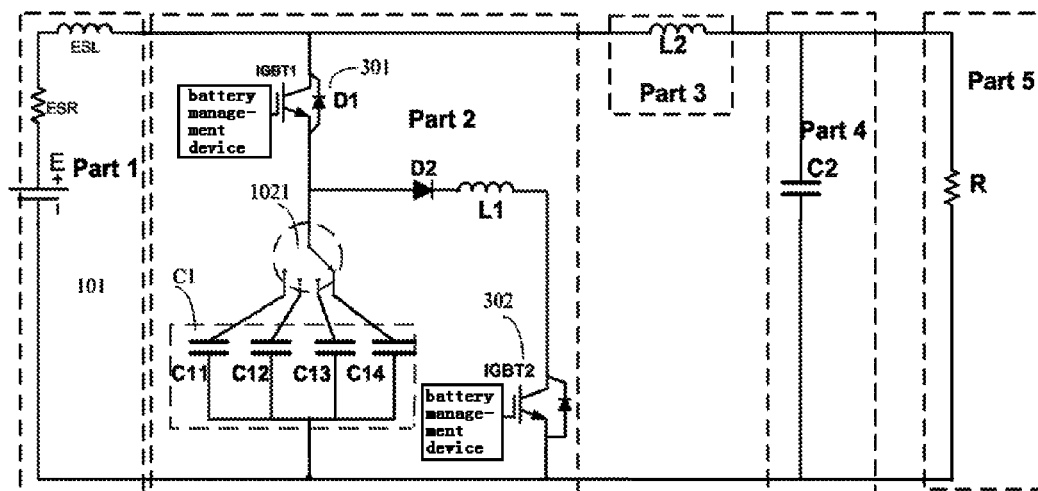 ESL
ESR
E
+
-
Part 1
101
IGBT1
battery
manage-
ment
device
301
D1
Part 2
D2
L1
1021
C1
C11
C12
C13
C14
302
IGBT2
battery
manage-
ment
device
L2
Part 3
Part 4
C2
Part 5
R